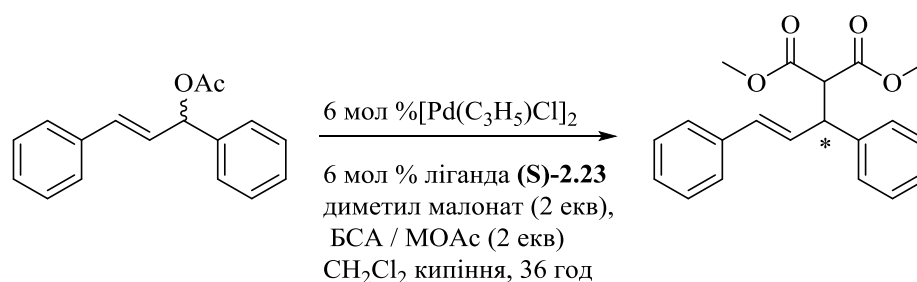 OAc
6 мол %[Pd(C3H5)Cl]2
6 мол % ліганда (S)-2.23
диметил малонат (2 екв),
БСА / MOAc (2 екв)
CH2Cl2 кипіння, 36 год
O O
O O
*